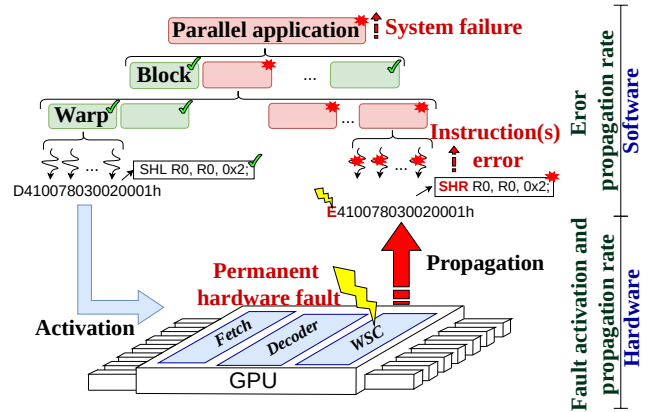 Parallel application
System failure
Block
...
Warp
...
Instruction(s)
error
... ...
SHL R0, R0, 0x2;
SHR R0, R0, 0x2;
D410078030020001h
E410078030020001h
Permanent
hardware fault
Propagation
Activation
Fetch
Decoder
WSC
GPU
Eror
propagation rate
Software
Fault activation and
propagation rate
Hardware